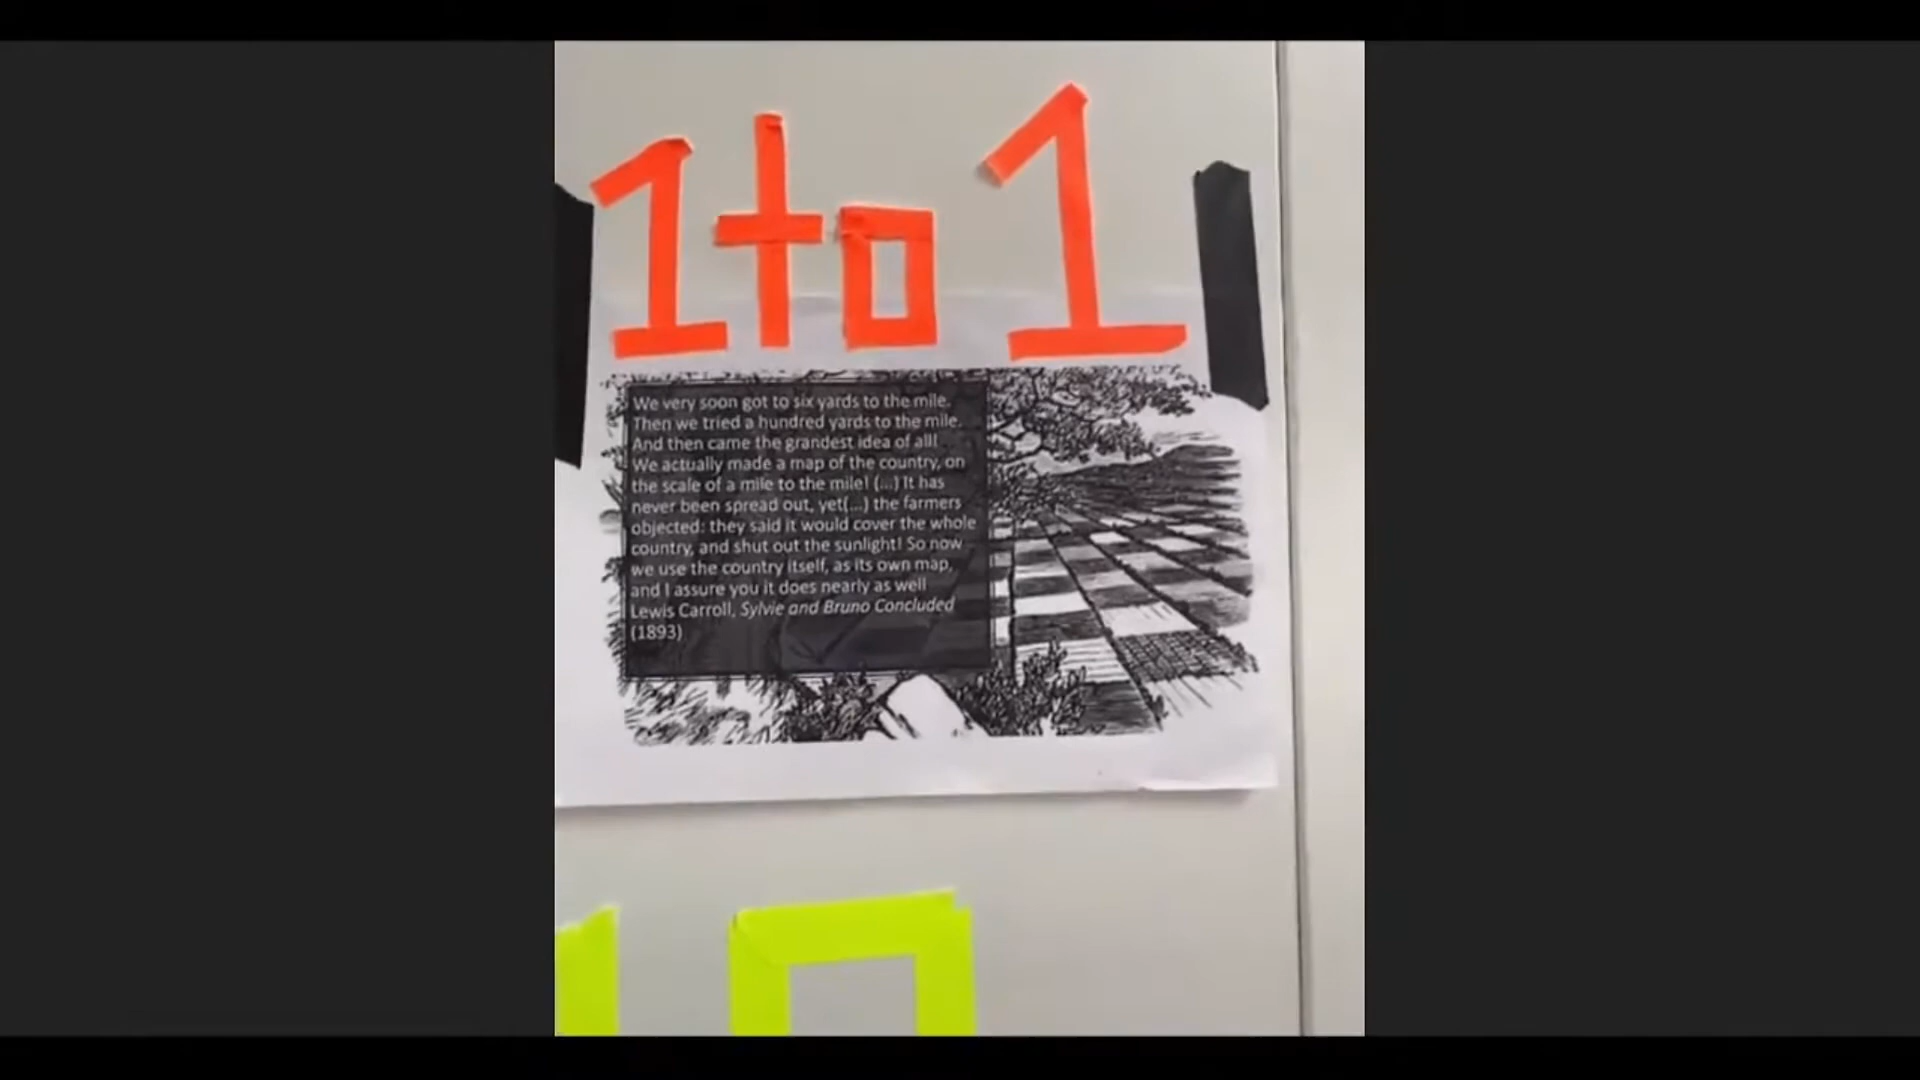 1 to 1
We very soon got to six yards to the mile.
Then we tried a hundred yards to the mile.
And then came the grandest idea of all!
We actually made a map of the country, on
the scale of a mile to the mile! (...) It has
never been spread out, yet(...) the farmers
objected: they said it would cover the whole
country, and shut out the sunlight! So now
we use the country itself, as its own map,
and I assure you it does nearly as well
Lewis Carroll, Sylvie and Bruno Concluded
(1893)